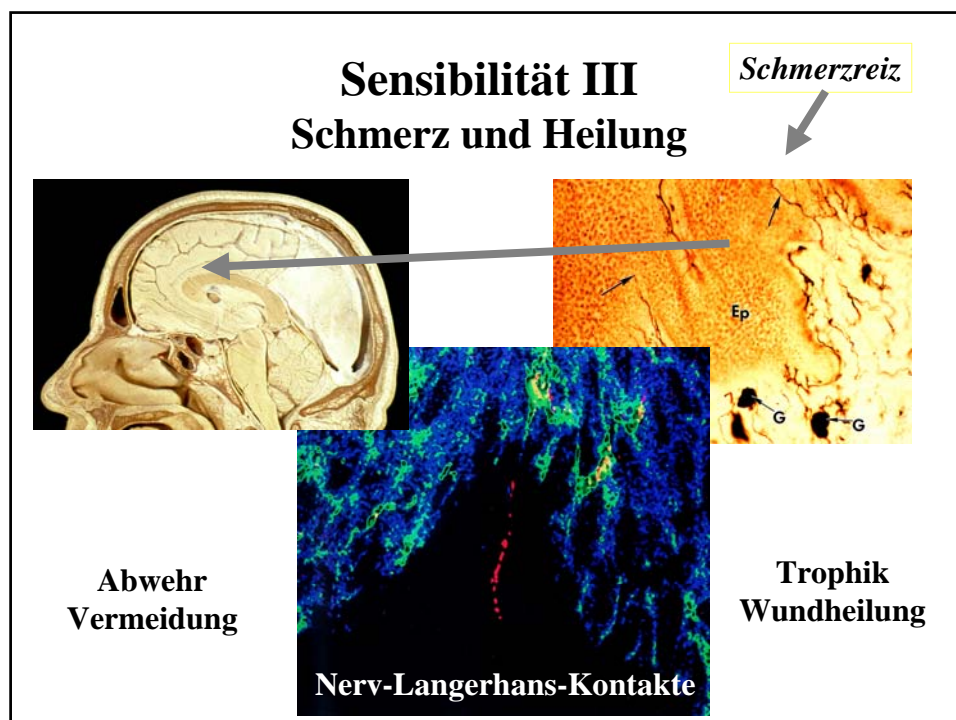 Sensibilität III
Schmerz und Heilung
Schmerzreiz
Ep
G
G
Abwehr
Vermeidung
Trophik
Wundheilung
Nerv-Langerhans-Kontakte